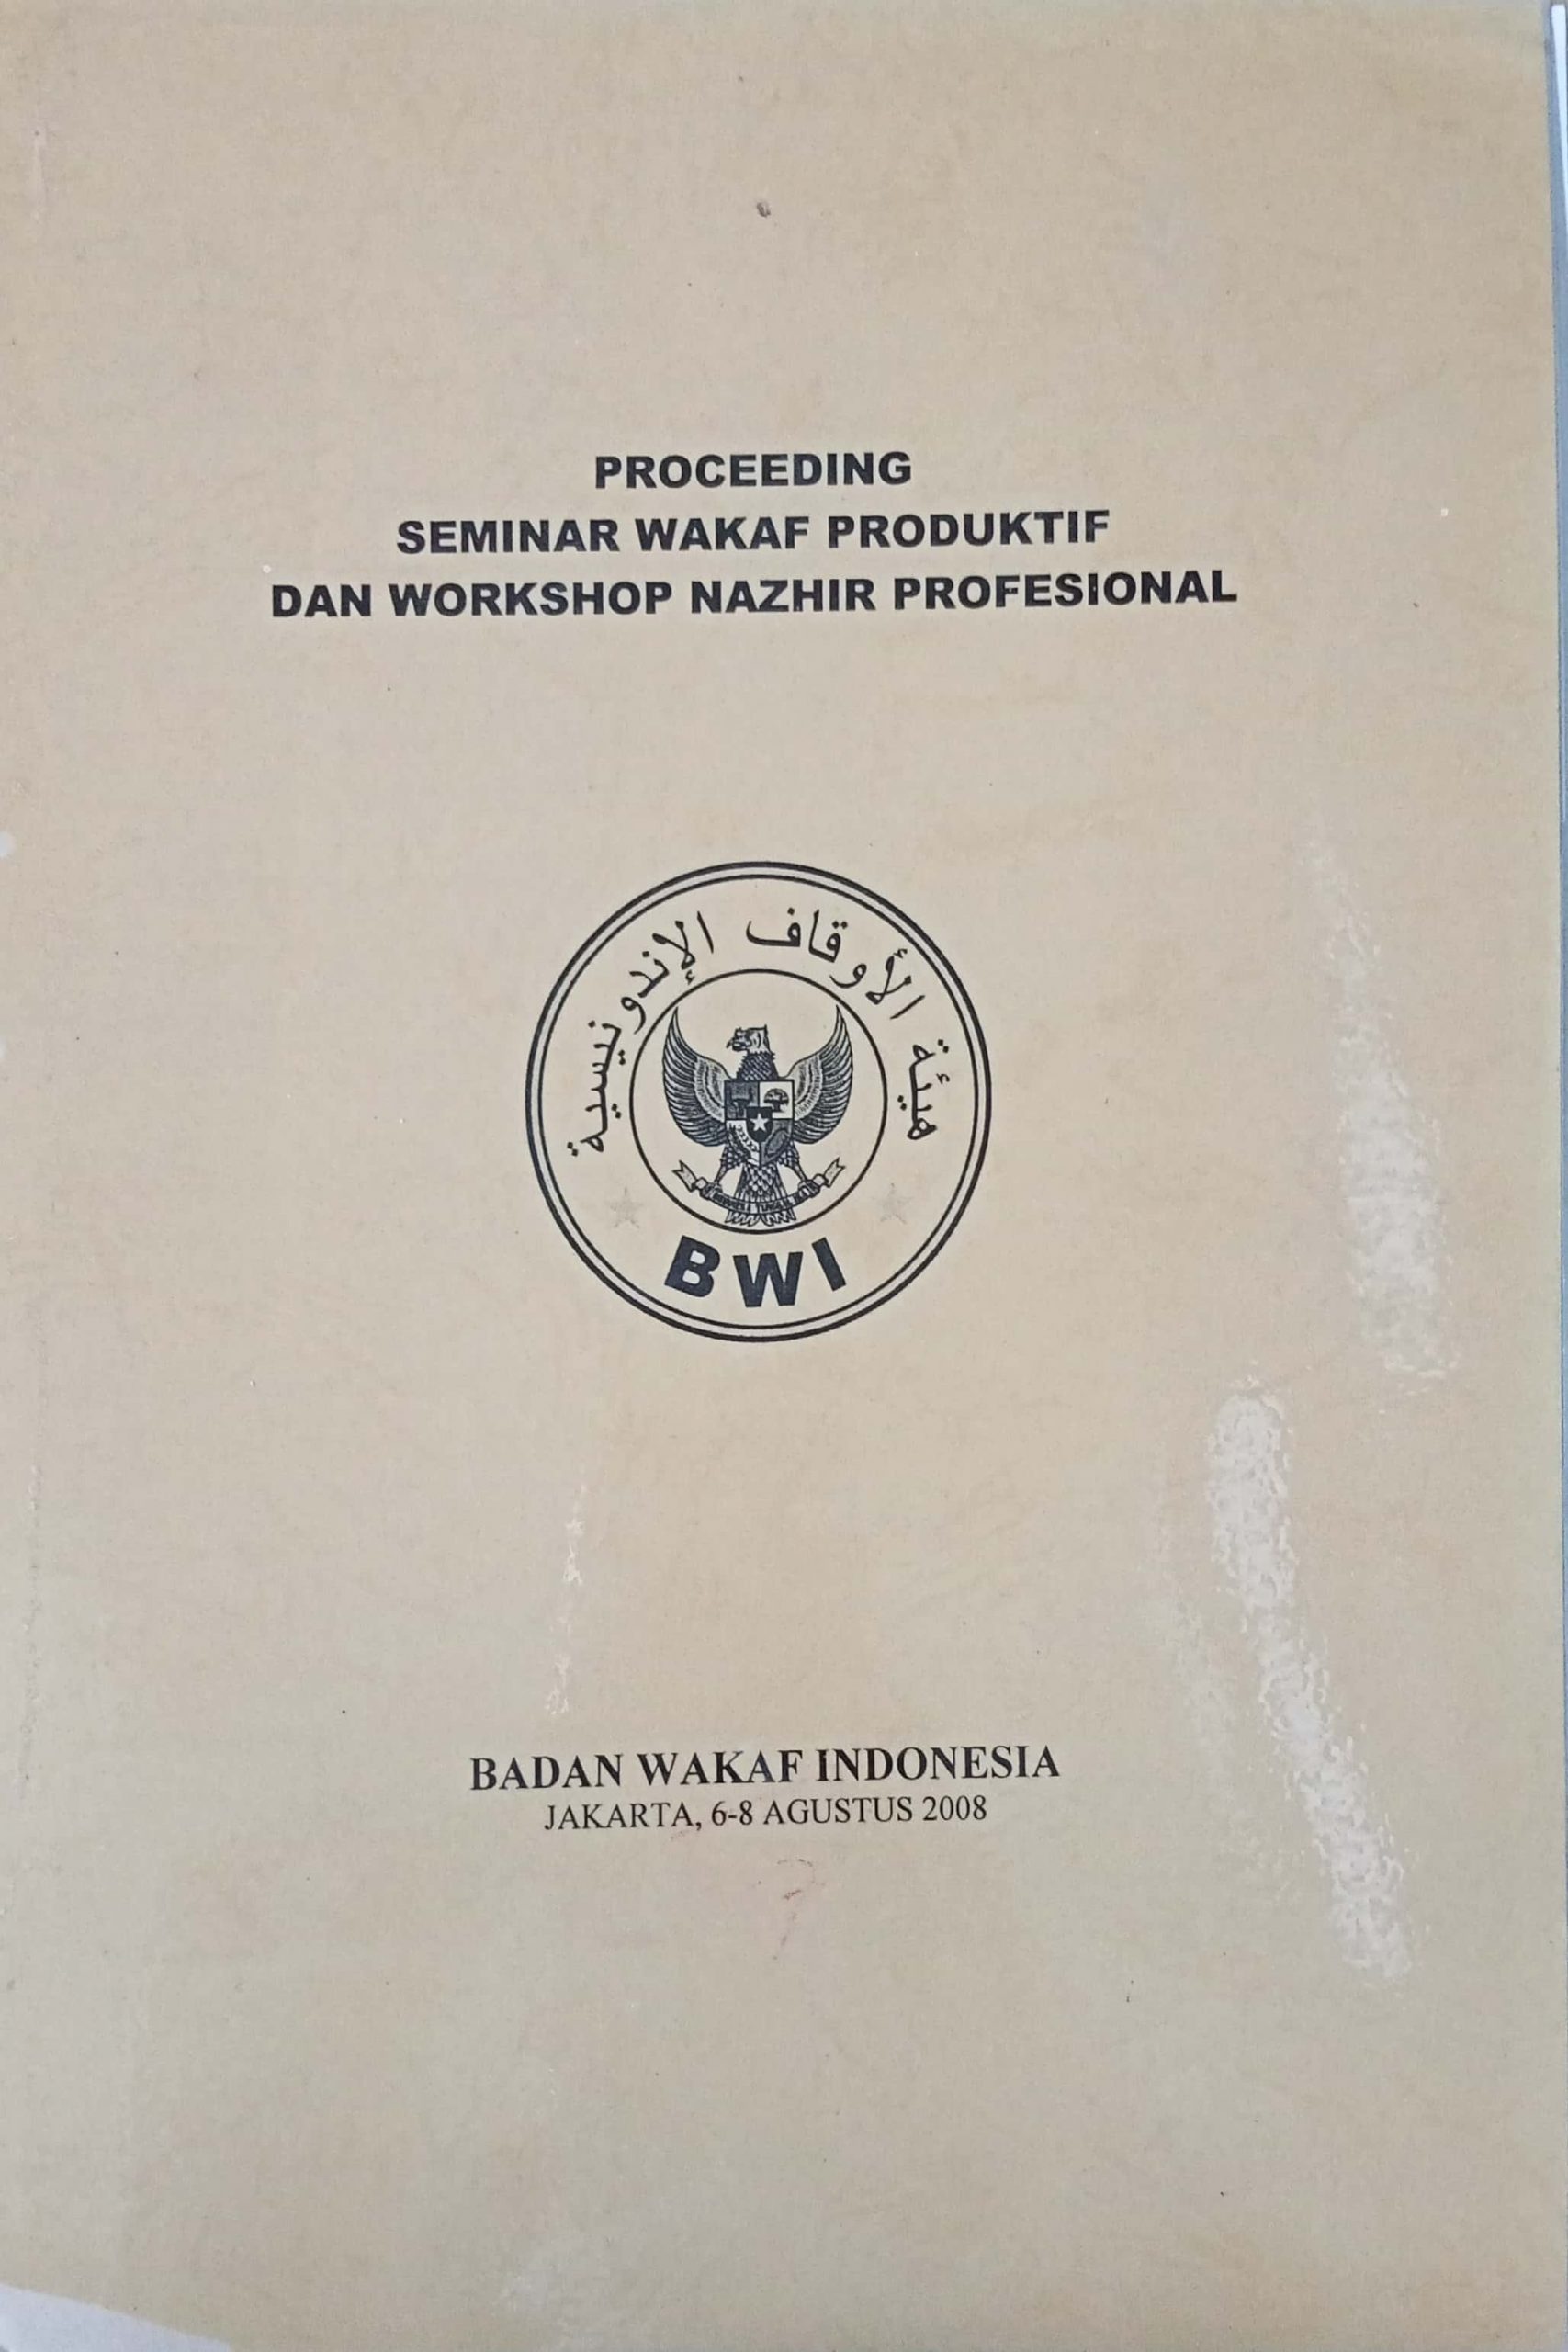 PROCEEDING
SEMINAR WAKAF PRODUKTIF
DAN WORKSHOP NAZHIR PROFESIONAL
هيئة الأوقاف الإندونيسية
BWI
BADAN WAKAF INDONESIA
JAKARTA, 6-8 AGUSTUS 2008